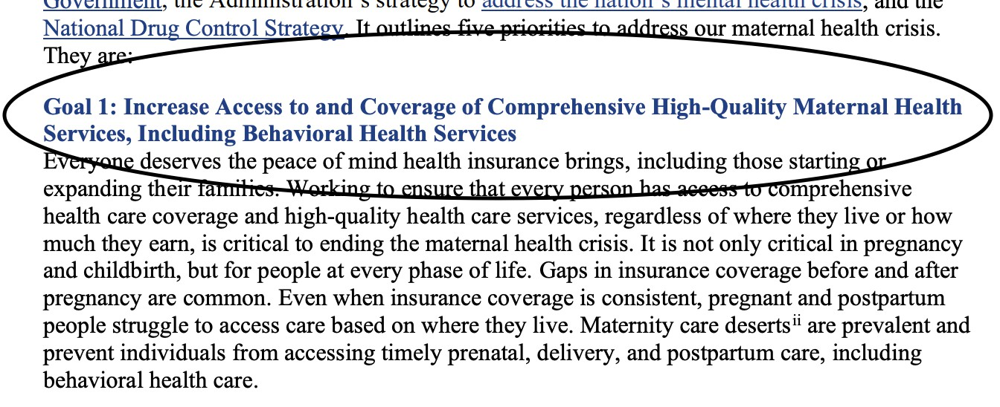 Government, the Administration's strategy to address the nation's mental health crisis, and the
National Drug Control Strategy. It outlines five priorities to address our maternal health crisis.
They are:
Goal 1: Increase Access to and Coverage of Comprehensive High-Quality Maternal Health
Services, Including Behavioral Health Services
Everyone deserves the peace of mind health insurance brings, including those starting or
expanding their families. Working to ensure that every person has access to comprehensive
health care coverage and high-quality health care services, regardless of where they live or how
much they earn, is critical to ending the maternal health crisis. It is not only critical in pregnancy
and childbirth, but for people at every phase of life. Gaps in insurance coverage before and after
pregnancy are common. Even when insurance coverage is consistent, pregnant and postpartum
people struggle to access care based on where they live. Maternity care desertsⁱⁱ are prevalent and
prevent individuals from accessing timely prenatal, delivery, and postpartum care, including
behavioral health care.